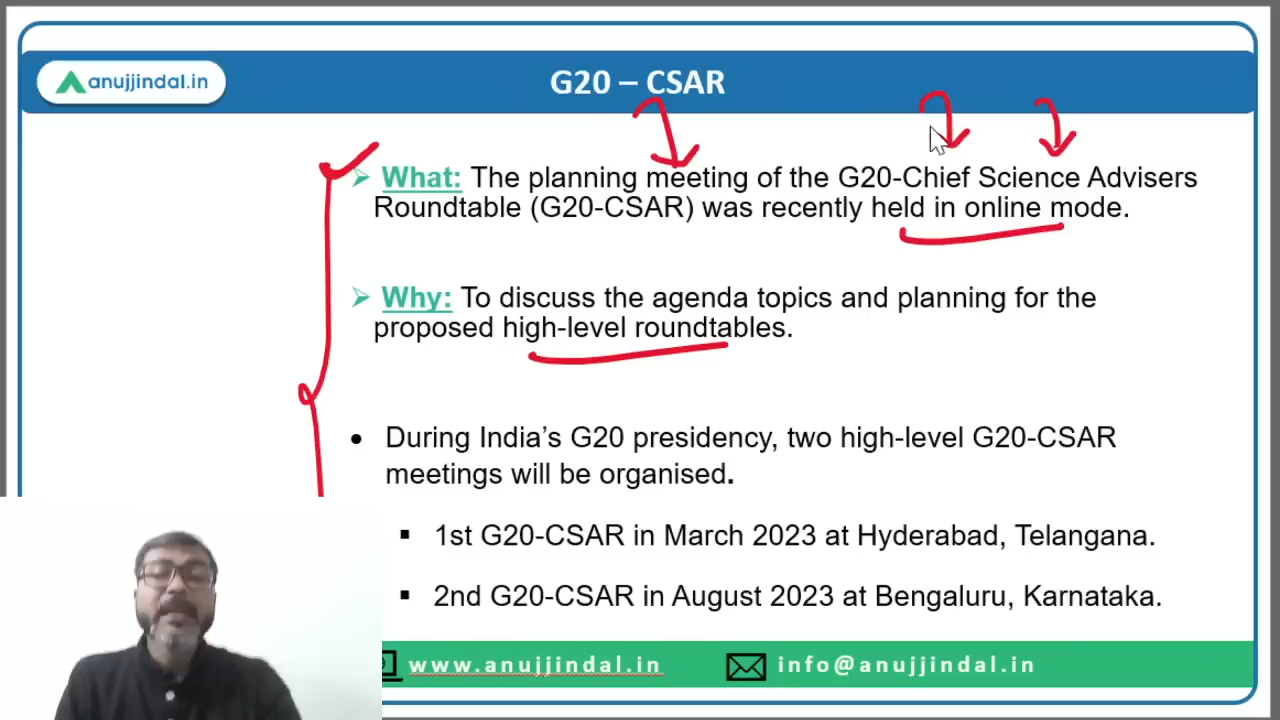 anujjindal.in
G20 – CSAR
What: The planning meeting of the G20-Chief Science Advisers
Roundtable (G20-CSAR) was recently held in online mode.
Why: To discuss the agenda topics and planning for the
proposed high-level roundtables.
• During India’s G20 presidency, two high-level G20-CSAR
meetings will be organised.
▪ 1st G20-CSAR in March 2023 at Hyderabad, Telangana.
▪ 2nd G20-CSAR in August 2023 at Bengaluru, Karnataka.
www.anujjindal.in info@anujjindal.in